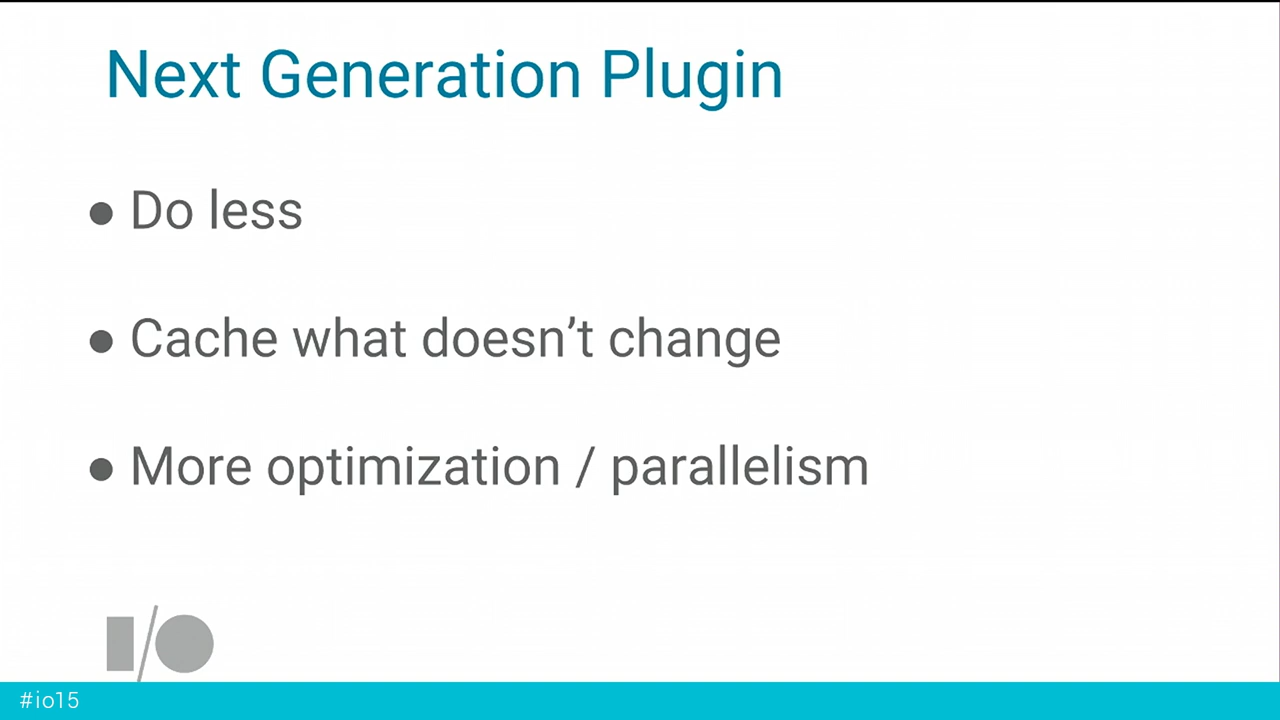 Next Generation Plugin
● Do less
● Cache what doesn’t change
● More optimization / parallelism
I/O
#io15